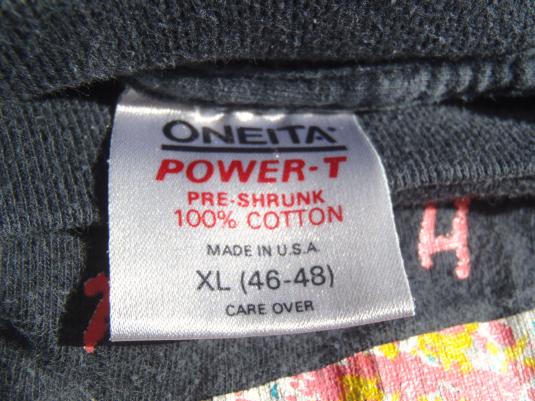 ONEITA
POWER-T
PRE-SHRUNK
100% COTTON
MADE IN U.S.A
XL (46-48)
CARE OVER
H